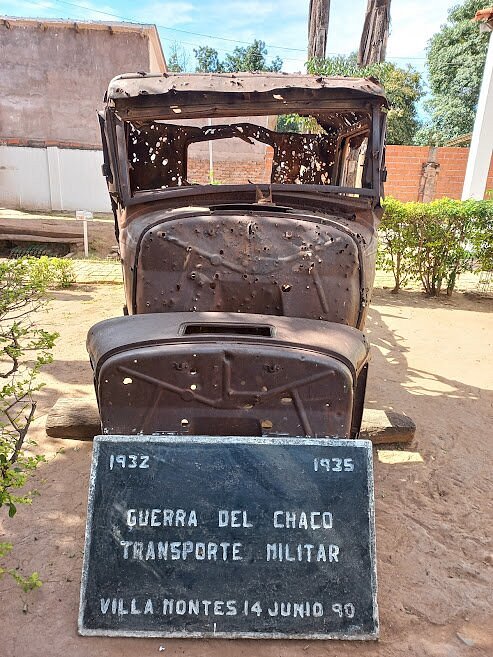 1932 1935
GUERRA DEL CHACO
TRANSPORTE MILITAR
VILLA MONTES 14 JUNIO 90